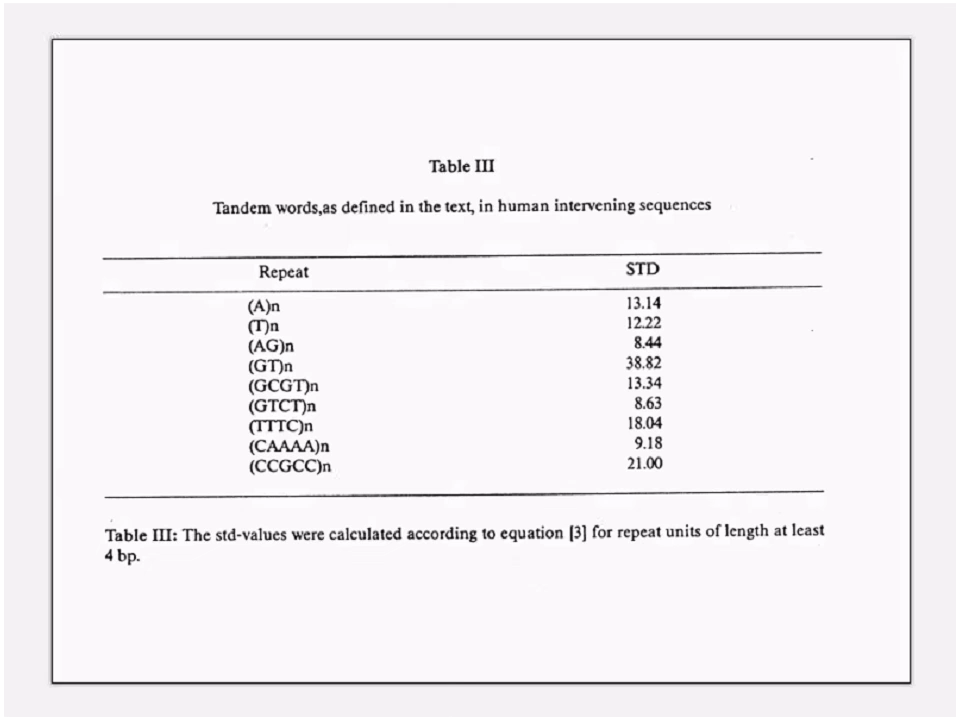 Table III
Tandem words,as defined in the text, in human intervening sequences
Repeat STD
(A)n 13.14
(T)n 12.22
(AG)n 8.44
(GT)n 38.82
(GCGT)n 13.34
(GTCT)n 8.63
(TTTC)n 18.04
(CAAAA)n 9.18
(CCGCC)n 21.00
Table III: The std-values were calculated according to equation [3] for repeat units of length at least
4 bp.